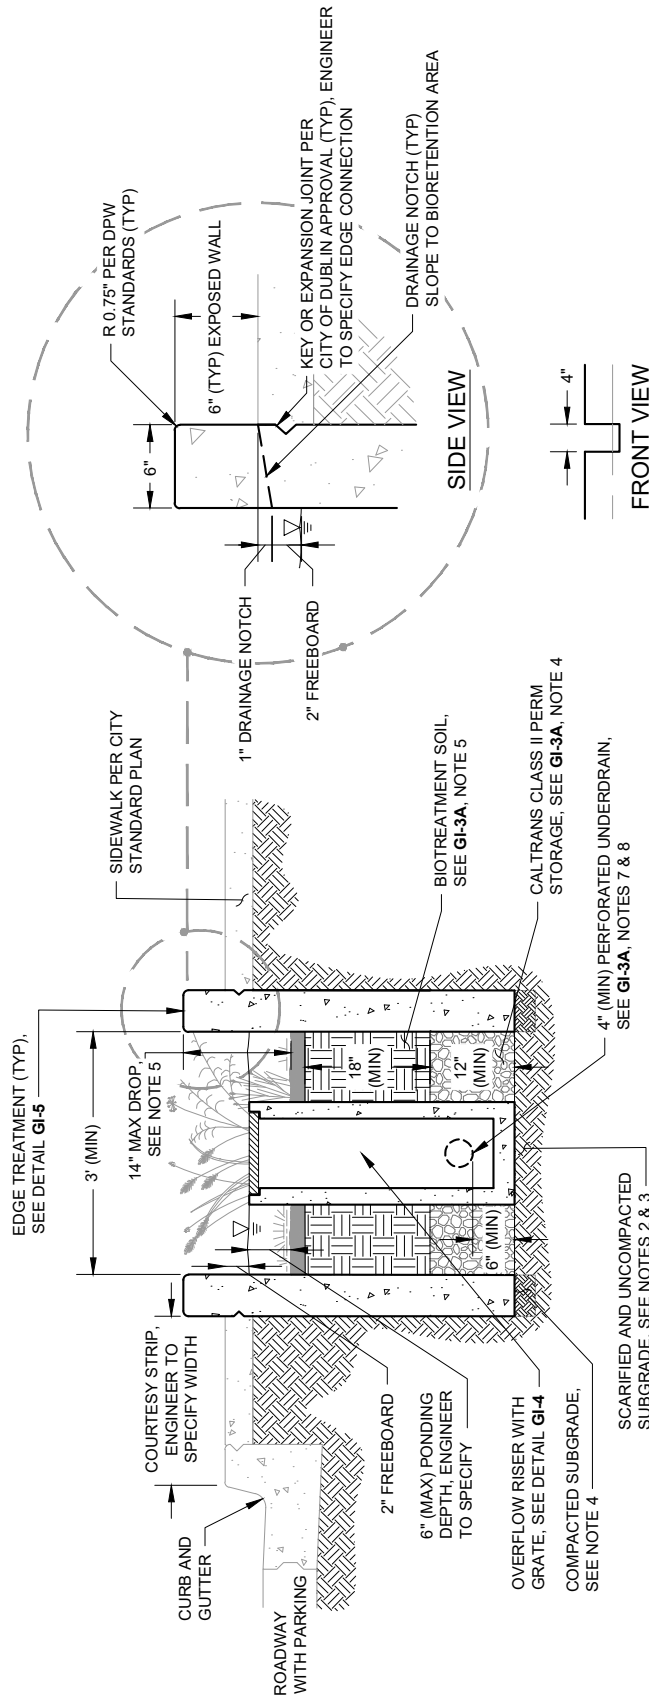 ROADWAY
WITH PARKING
CURB AND
GUTTER
COURTESY STRIP,
ENGINEER TO
SPECIFY WIDTH
EDGE TREATMENT (TYP),
SEE DETAIL GI-5
3' (MIN)
14" MAX DROP,
SEE NOTE 5
SIDEWALK PER CITY
STANDARD PLAN
18"
(MIN)
12"
(MIN)
6" (MIN)
2" FREEBOARD
6" (MAX) PONDING
DEPTH, ENGINEER
TO SPECIFY
OVERFLOW RISER WITH
GRATE, SEE DETAIL GI-4
COMPACTED SUBGRADE,
SEE NOTE 4
SCARIFIED AND UNCOMPACTED
SUBGRADE, SEE NOTES 2 & 3
BIOTREATMENT SOIL,
SEE GI-3A, NOTE 5
CALTRANS CLASS II PERM
STORAGE, SEE GI-3A, NOTE 4
4" (MIN) PERFORATED UNDERDRAIN,
SEE GI-3A, NOTES 7 & 8
R 0.75" PER DPW
STANDARDS (TYP)
6"
6" (TYP) EXPOSED WALL
1" DRAINAGE NOTCH
2" FREEBOARD
KEY OR EXPANSION JOINT PER
CITY OF DUBLIN APPROVAL (TYP), ENGINEER
TO SPECIFY EDGE CONNECTION
DRAINAGE NOTCH (TYP)
SLOPE TO BIORETENTION AREA
SIDE VIEW
4"
FRONT VIEW